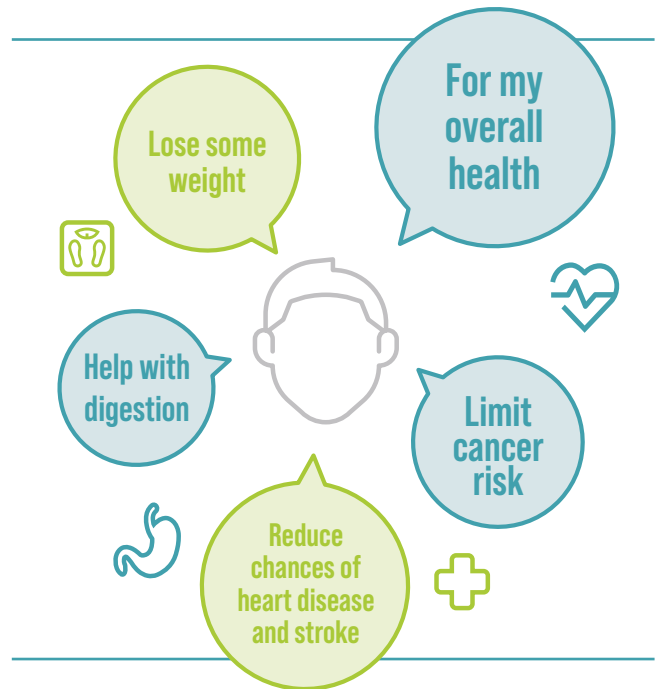 For my
overall
health
Lose some
weight
Help with
digestion
Limit
cancer
risk
Reduce
chances of
heart disease
and stroke